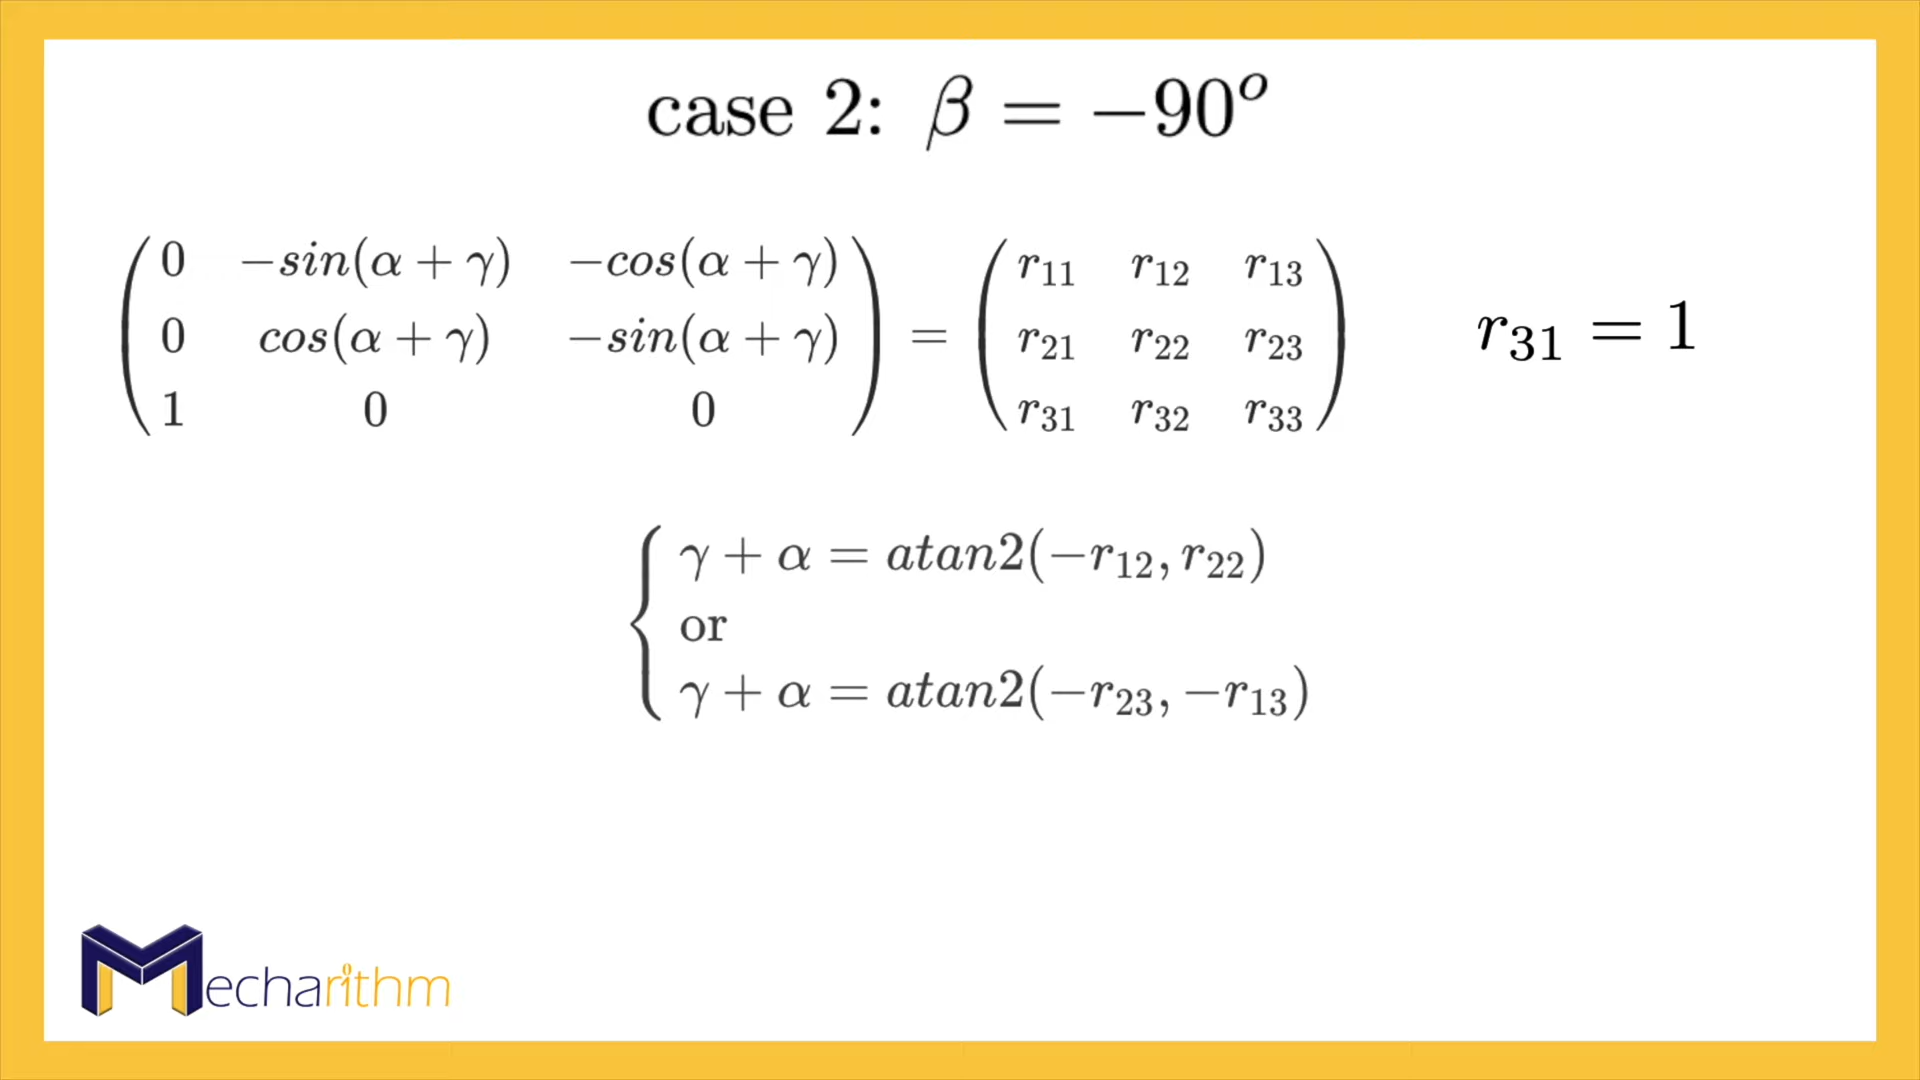 case 2: β = −90ᵒ
( 0 −sin(α + γ) −cos(α + γ)
0 cos(α + γ) −sin(α + γ)
1 0 0 ) =
( r₁₁ r₁₂ r₁₃
r₂₁ r₂₂ r₂₃
r₃₁ r₃₂ r₃₃ )
r₃₁ = 1
{ γ + α = atan2(−r₁₂, r₂₂)
or
γ + α = atan2(−r₂₃, −r₁₃)
Mecharithm